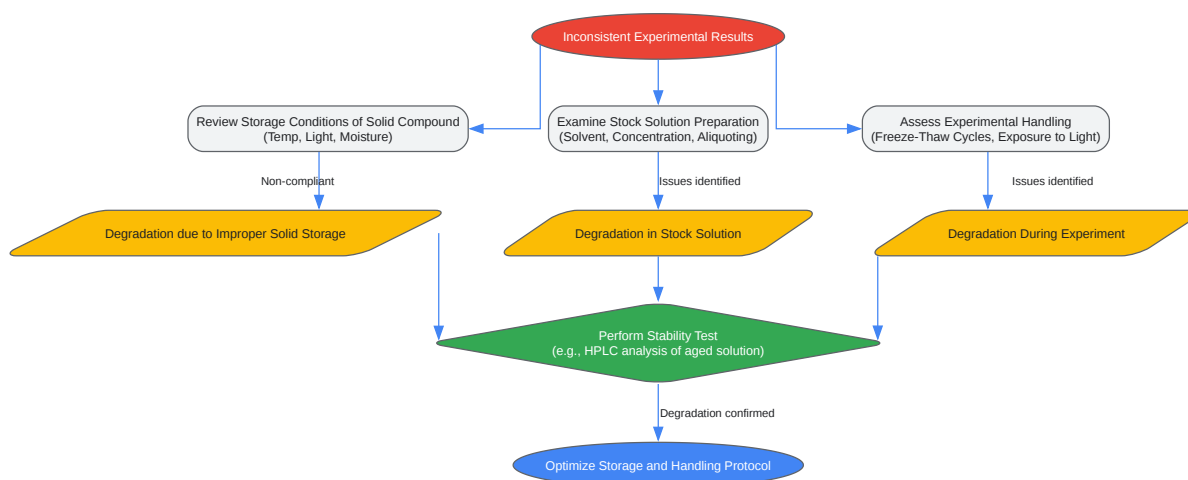 Inconsistent Experimental Results
Review Storage Conditions of Solid Compound
(Temp, Light, Moisture)
Examine Stock Solution Preparation
(Solvent, Concentration, Aliquoting)
Assess Experimental Handling
(Freeze-Thaw Cycles, Exposure to Light)
Non-compliant
Issues identified
Issues identified
Degradation due to Improper Solid Storage
Degradation in Stock Solution
Degradation During Experiment
Perform Stability Test
(e.g., HPLC analysis of aged solution)
Degradation confirmed
Optimize Storage and Handling Protocol